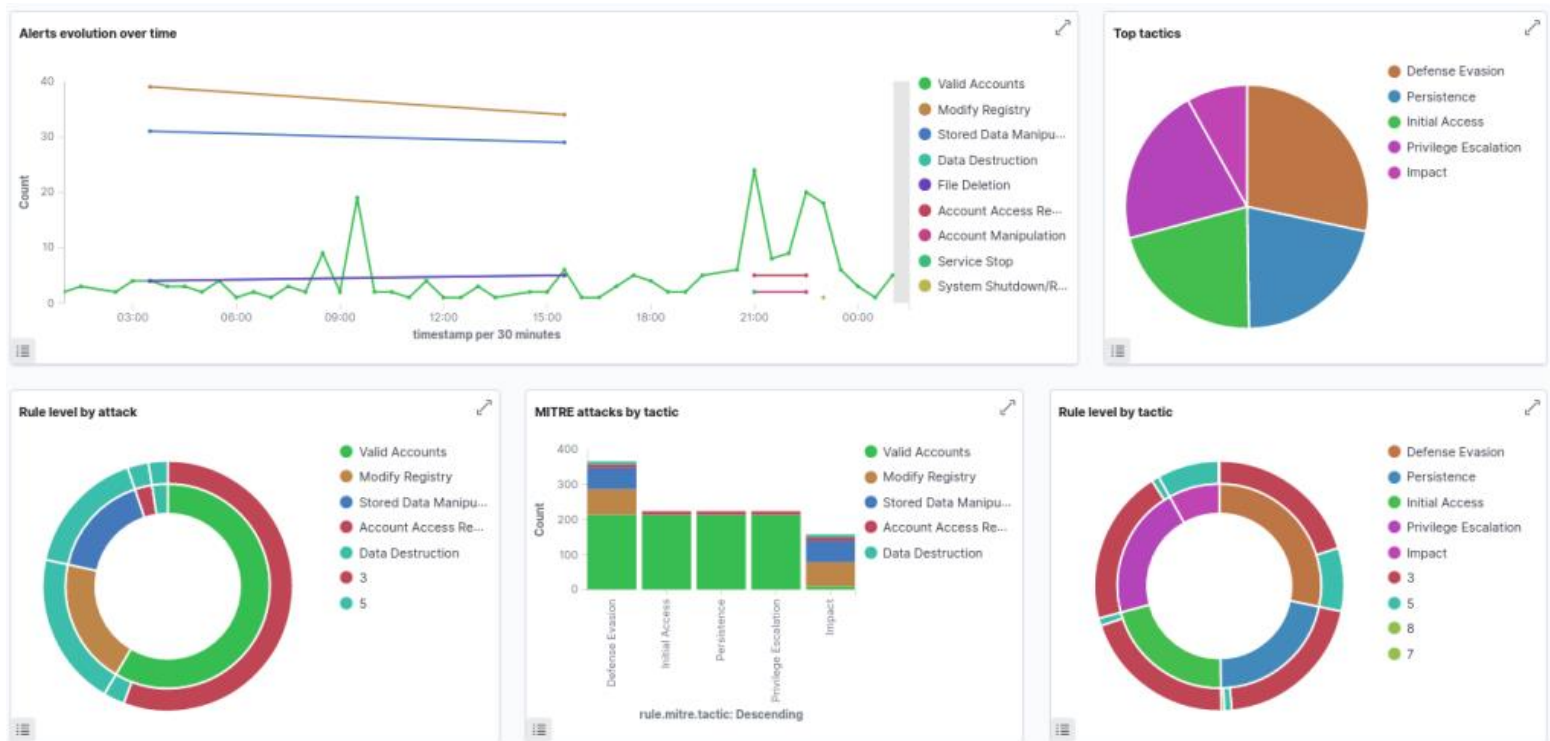 Alerts evolution over time
40
30
20
10
0
Count
03:00
06:00
09:00
12:00
15:00
18:00
21:00
00:00
timestamp per 30 minutes
Valid Accounts
Modify Registry
Stored Data Manipu...
Data Destruction
File Deletion
Account Access Re...
Account Manipulation
Service Stop
System Shutdown/R...
Top tactics
Defense Evasion
Persistence
Initial Access
Privilege Escalation
Impact
Rule level by attack
Valid Accounts
Modify Registry
Stored Data Manipu...
Account Access Re...
Data Destruction
3
5
MITRE attacks by tactic
400
300
200
100
0
Count
Defense Evasion
Initial Access
Persistence
Privilege Escalation
Impact
rule.mitre.tactic: Descending
Valid Accounts
Modify Registry
Stored Data Manipu...
Account Access Re...
Data Destruction
Rule level by tactic
Defense Evasion
Persistence
Initial Access
Privilege Escalation
Impact
3
5
8
7